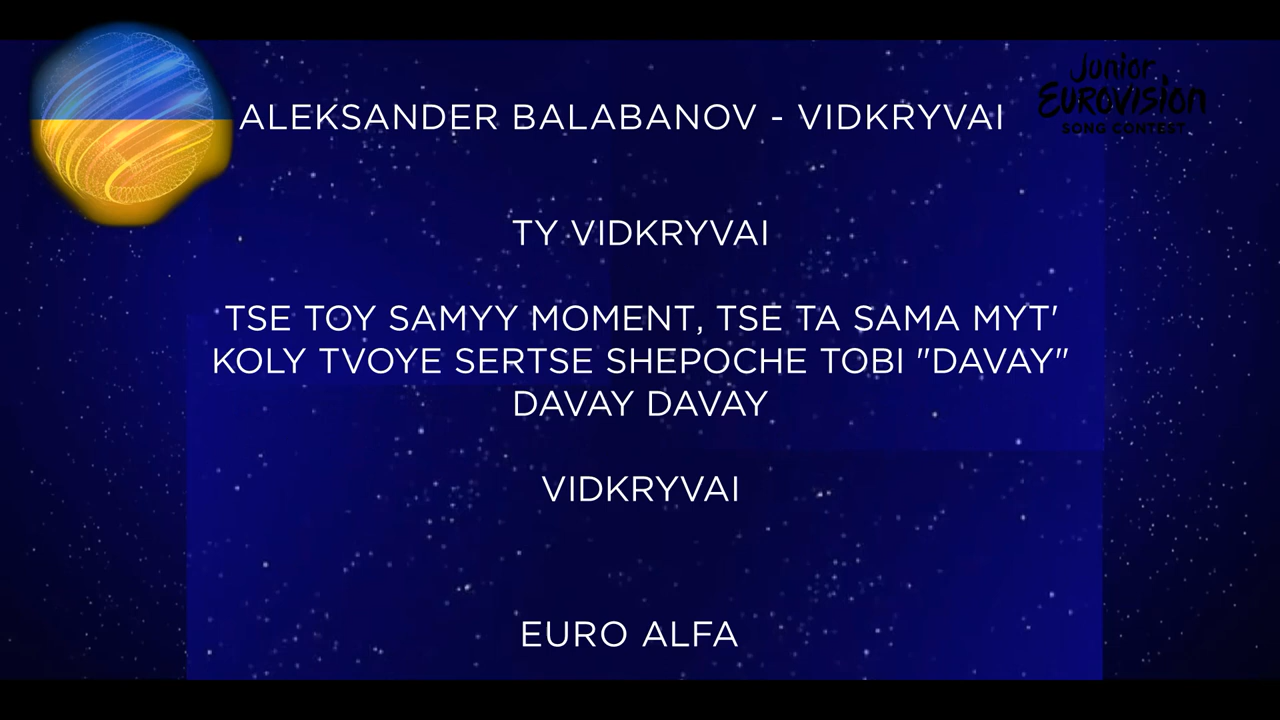 Junior
EUROVISION
SONG CONTEST
ALEKSANDER BALABANOV - VIDKRYVAI
TY VIDKRYVAI
TSE TOY SAMYY MOMENT, TSE TA SAMA MYT'
KOLY TVOYE SERTSE SHEPOCHE TOBI "DAVAY"
DAVAY DAVAY
VIDKRYVAI
EURO ALFA